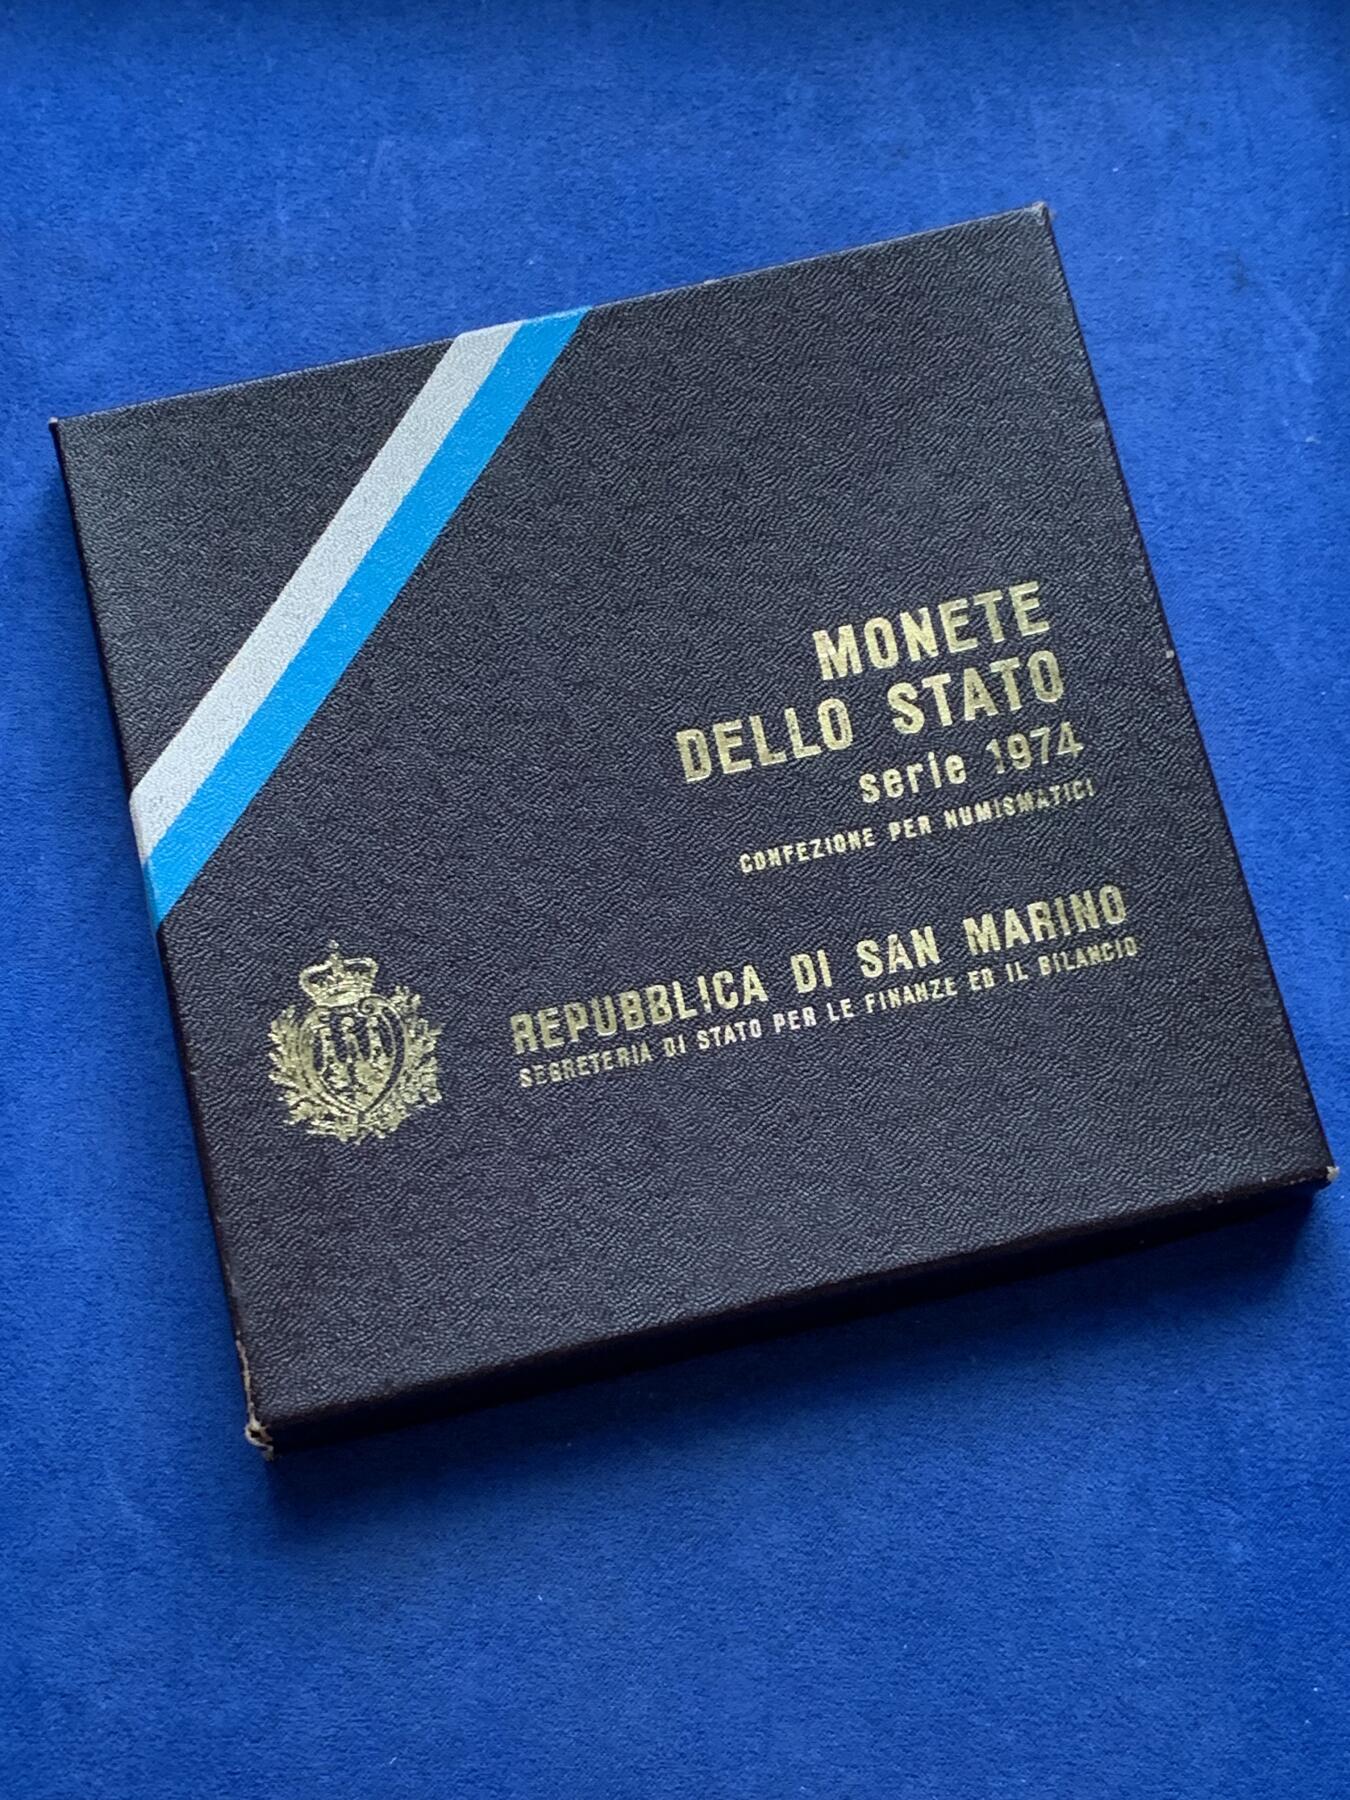 MONETE
DELLO STATO
serie 1974
CONFEZIONE PER NUMISMATICI
REPUBBLICA DI SAN MARINO
SEGRETERIA DI STATO PER LE FINANZE ED IL BILANCIO